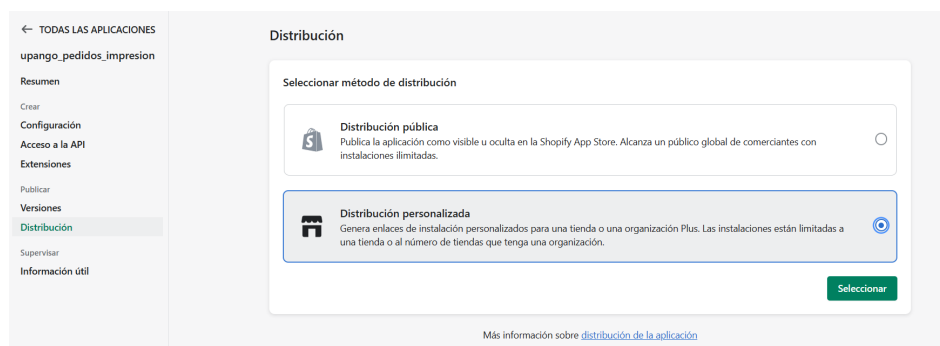 ← TODAS LAS APLICACIONES
upango_pedidos_impresion
Resumen
Crear
Configuración
Acceso a la API
Extensiones
Publicar
Versiones
Distribución
Supervisar
Información útil
Distribución
Seleccionar método de distribución
Distribución pública
Publica la aplicación como visible u oculta en la Shopify App Store. Alcanza un público global de comerciantes con
instalaciones ilimitadas.
Distribución personalizada
Genera enlaces de instalación personalizados para una tienda o una organización Plus. Las instalaciones están limitadas a
una tienda o al número de tiendas que tenga una organización.
Seleccionar
Más información sobre distribución de la aplicación